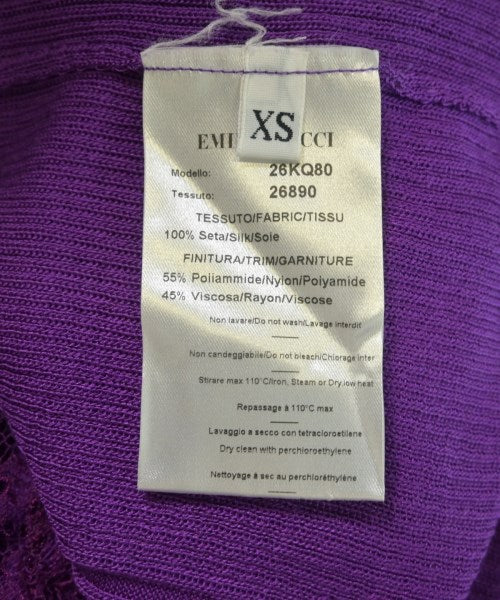 XS
EMI CCI
Modello: 26KQ80
Tessuto: 26890
TESSUTO/FABRIC/TISSU
100% Seta/Silk/Soie
FINITURA/TRIM/GARNITURE
55% Poliammide/Nylon/Polyamide
45% Viscosa/Rayon/Viscose
Non lavare/Do not wash/Lavage interdit
Non candeggiabile/Do not bleach/Chlorage inter
Stirare max 110°C/Iron, Steam or Dry,low heat
Repassage à 110°C max
Lavaggio a secco con tetracloroetilene
Dry clean with perchloroethylene
Nettoyage à sec au perchloréthylène